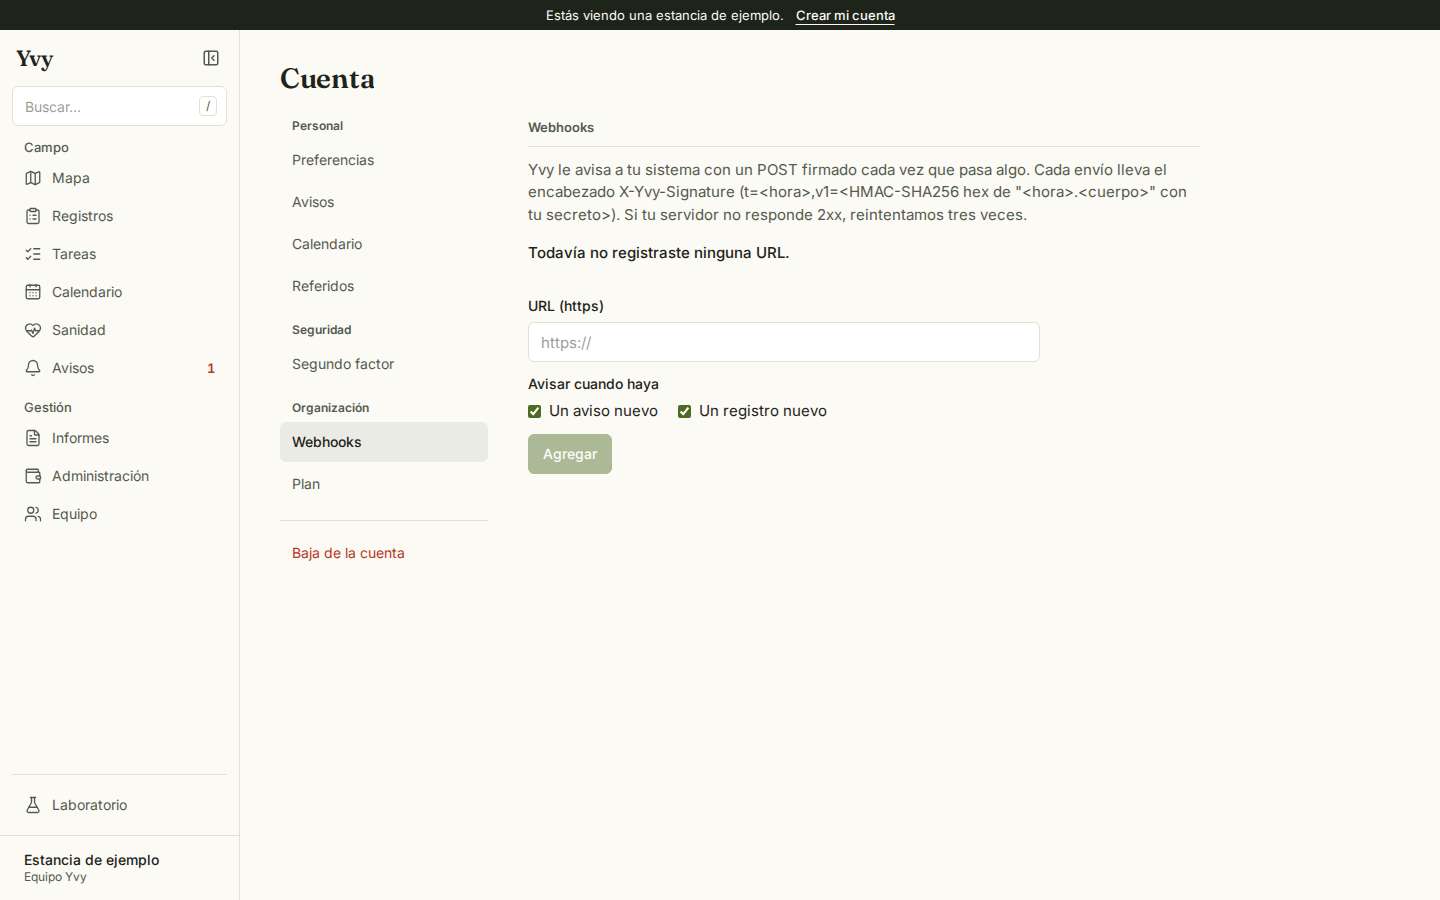 Estás viendo una estancia de ejemplo. Crear mi cuenta
Yvy
Buscar... /
Campo
Mapa
Registros
Tareas
Calendario
Sanidad
Avisos 1
Gestión
Informes
Administración
Equipo
Laboratorio
Estancia de ejemplo
Equipo Yvy
Cuenta
Personal
Preferencias
Avisos
Calendario
Referidos
Seguridad
Segundo factor
Organización
Webhooks
Plan
Baja de la cuenta
Webhooks
Yvy le avisa a tu sistema con un POST firmado cada vez que pasa algo. Cada envío lleva el
encabezado X-Yvy-Signature (t=<hora>,v1=<HMAC-SHA256 hex de "<hora>.<cuerpo>" con
tu secreto>). Si tu servidor no responde 2xx, reintentamos tres veces.
Todavía no registraste ninguna URL.
URL (https)
https://
Avisar cuando haya
Un aviso nuevo Un registro nuevo
Agregar